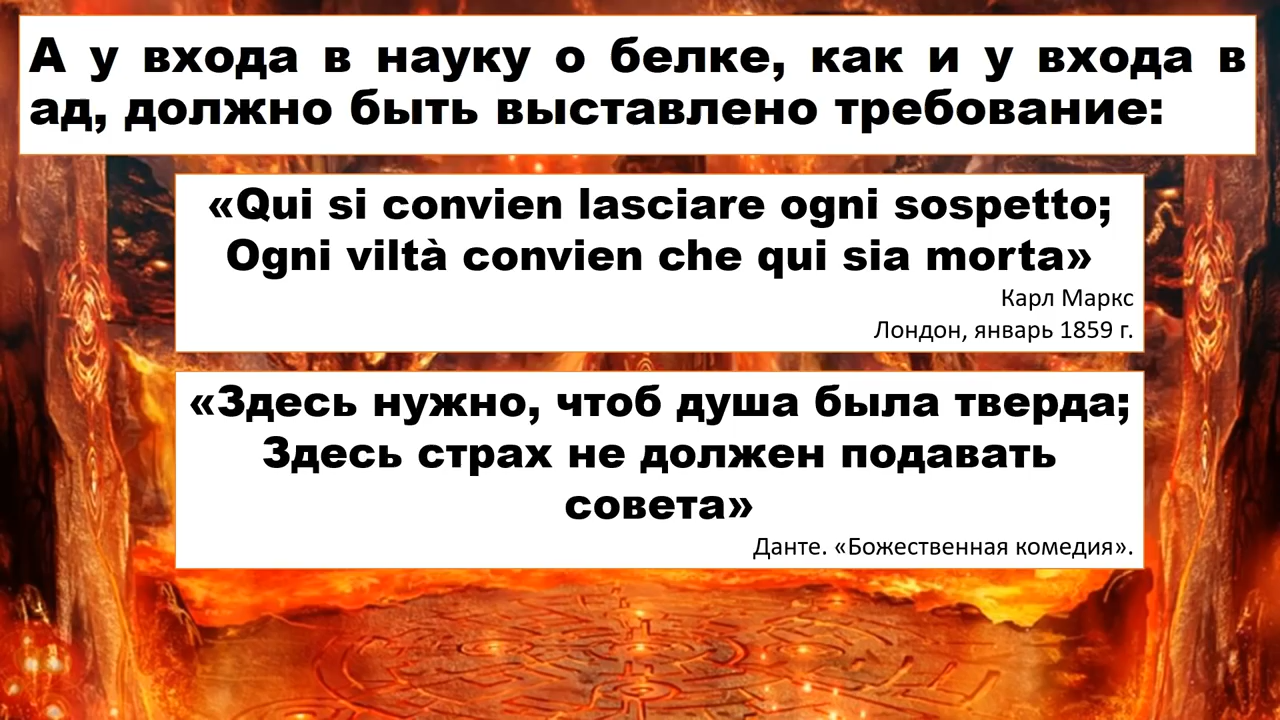 А у входа в науку о белке, как и у входа в
ад, должно быть выставлено требование:
«Qui si convien lasciare ogni sospetto;
Ogni viltà convien che qui sia morta»
Карл Маркс
Лондон, январь 1859 г.
«Здесь нужно, чтоб душа была тверда;
Здесь страх не должен подавать
совета»
Данте. «Божественная комедия».